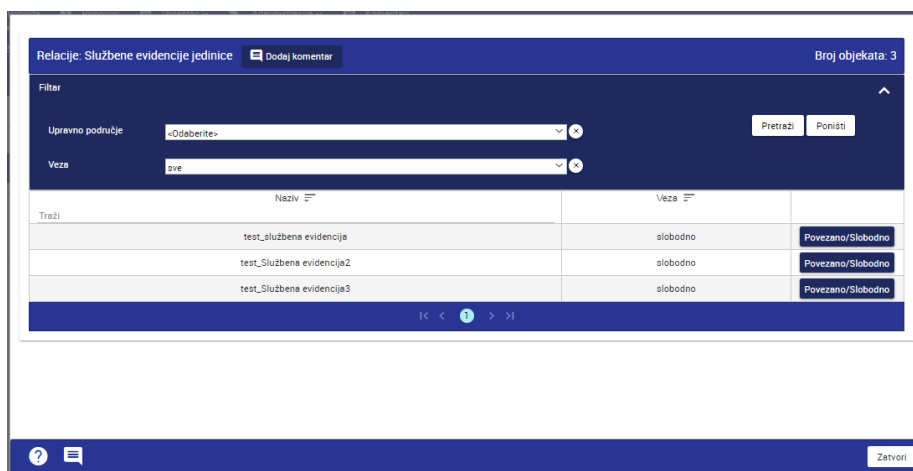 Relacije: Službene evidencije jedinice Dodaj komentar Broj objekata: 3
Filtar
Upravno područje <Odaberite> Pretraži Poništi
Veza sve
Naziv Veza
Traži
test_službena evidencija slobodno Povezano/Slobodno
test_Službena evidencija2 slobodno Povezano/Slobodno
test_Službena evidencija3 slobodno Povezano/Slobodno
1
Zatvori